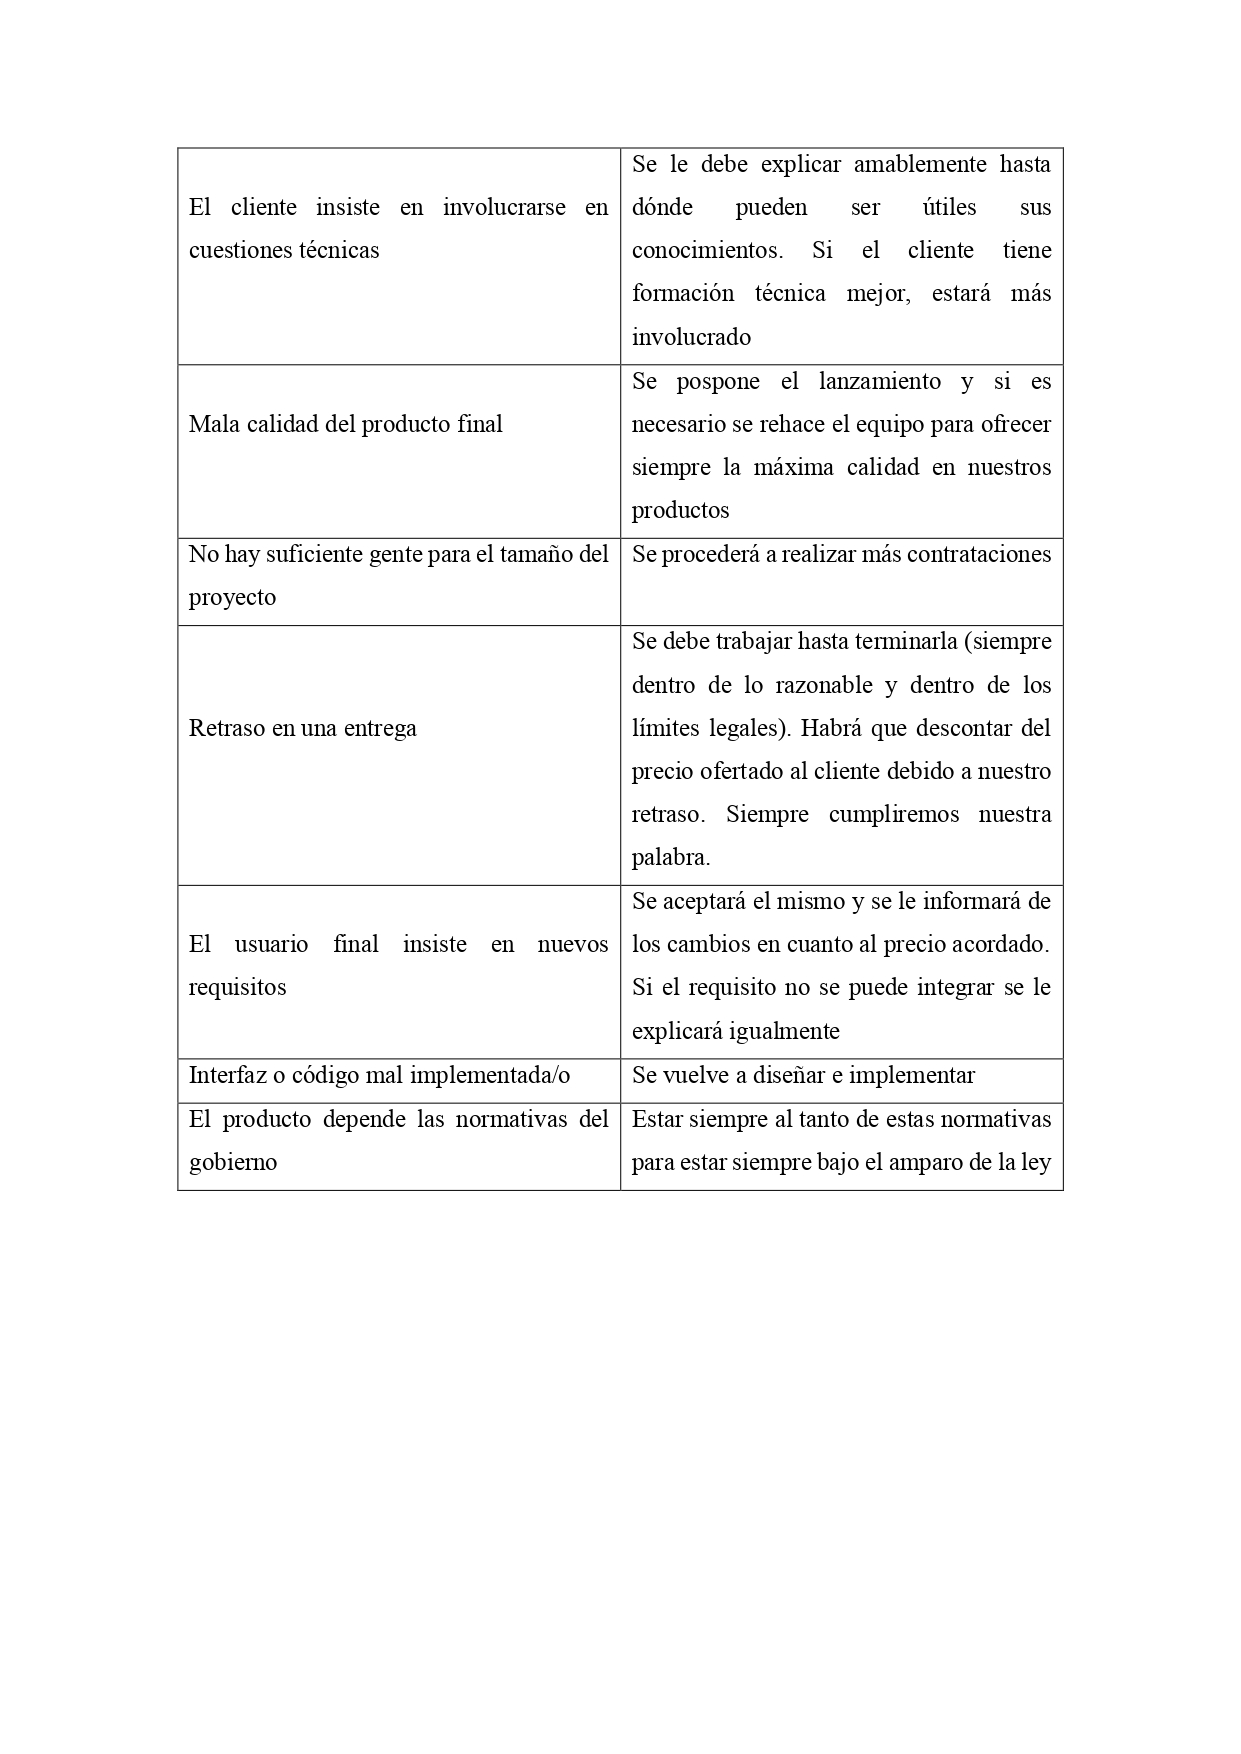 El cliente insiste en involucrarse en
cuestiones técnicas
Se le debe explicar amablemente hasta
dónde pueden ser útiles sus
conocimientos. Si el cliente tiene
formación técnica mejor, estará más
involucrado
Mala calidad del producto final
Se pospone el lanzamiento y si es
necesario se rehace el equipo para ofrecer
siempre la máxima calidad en nuestros
productos
No hay suficiente gente para el tamaño del
proyecto
Se procederá a realizar más contrataciones
Retraso en una entrega
Se debe trabajar hasta terminarla (siempre
dentro de lo razonable y dentro de los
límites legales). Habrá que descontar del
precio ofertado al cliente debido a nuestro
retraso. Siempre cumpliremos nuestra
palabra.
El usuario final insiste en nuevos
requisitos
Se aceptará el mismo y se le informará de
los cambios en cuanto al precio acordado.
Si el requisito no se puede integrar se le
explicará igualmente
Interfaz o código mal implementada/o
Se vuelve a diseñar e implementar
El producto depende las normativas del
gobierno
Estar siempre al tanto de estas normativas
para estar siempre bajo el amparo de la ley